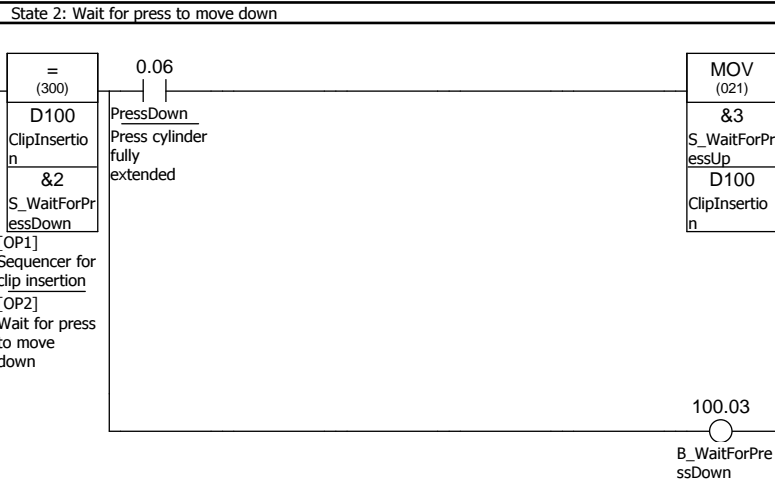 State 2: Wait for press to move down
=
(300)
D100
ClipInsertio
n
&2
S_WaitForPr
essDown
[OP1]
Sequencer for
clip insertion
[OP2]
Wait for press
to move
down
0.06
PressDown
Press cylinder
fully
extended
MOV
(021)
&3
S_WaitForPr
essUp
D100
ClipInsertio
n
100.03
B_WaitForPre
ssDown